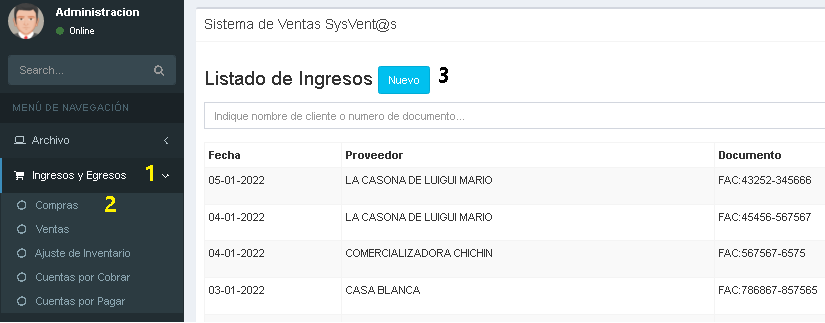 Administracion
Online
Search...
MENÚ DE NAVEGACIÓN
Archivo
Ingresos y Egresos 1
Compras 2
Ventas
Ajuste de Inventario
Cuentas por Cobrar
Cuentas por Pagar
Sistema de Ventas SysVent@s
Listado de Ingresos Nuevo 3
Indique nombre de cliente o numero de documento...
Fecha Proveedor Documento
05-01-2022 LA CASONA DE LUIGUI MARIO FAC:43252-345666
04-01-2022 LA CASONA DE LUIGUI MARIO FAC:45456-567567
04-01-2022 COMERCIALIZADORA CHICHIN FAC:567567-6575
03-01-2022 CASA BLANCA FAC:786867-857565